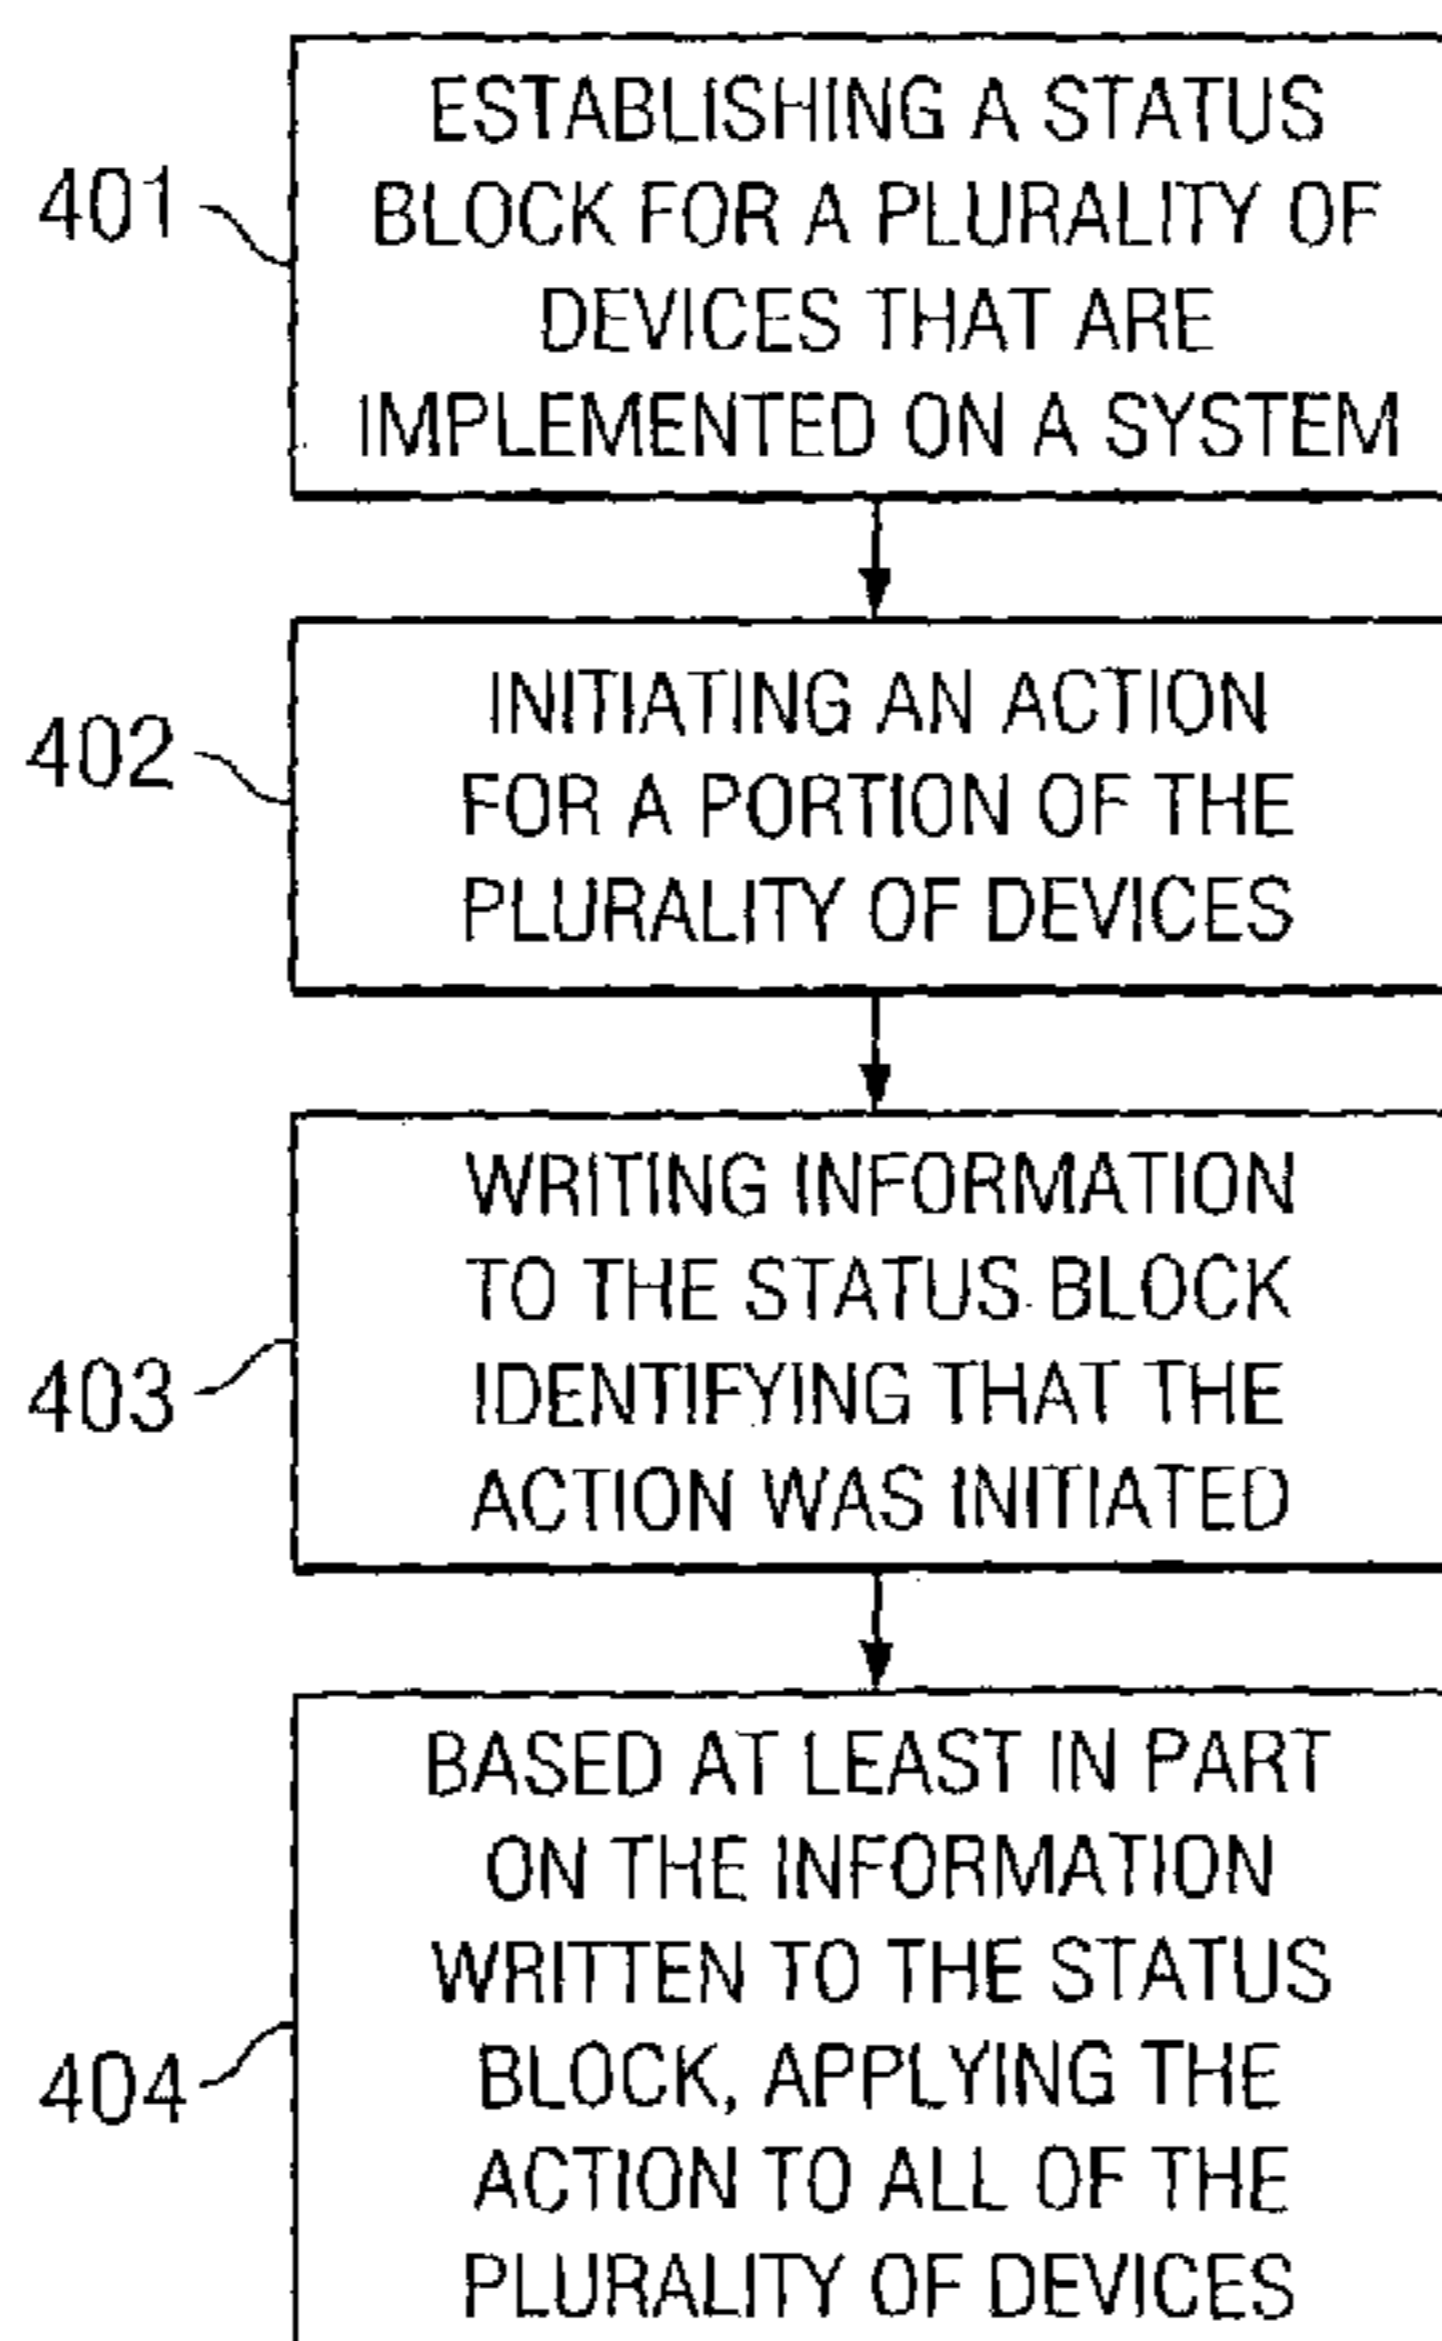 ESTABLISHING A STATUS
401
BLOCK FOR A PLURALITY OF
DEVICES THAT ARE
IMPLEMENTED ON A SYSTEM
INITIATING AN ACTION
402
FOR A PORTION OF THE
PLURALITY OF DEVICES
WRITING INFORMATION
TO THE STATUS BLOCK
403
IDENTIFYING THAT THE
ACTION WAS INITIATED
BASED AT LEAST IN PART
ON THE INFORMATION
WRITTEN TO THE STATUS
404
BLOCK, APPLYING THE
ACTION TO ALL OF THE
PLURALITY OF DEVICES